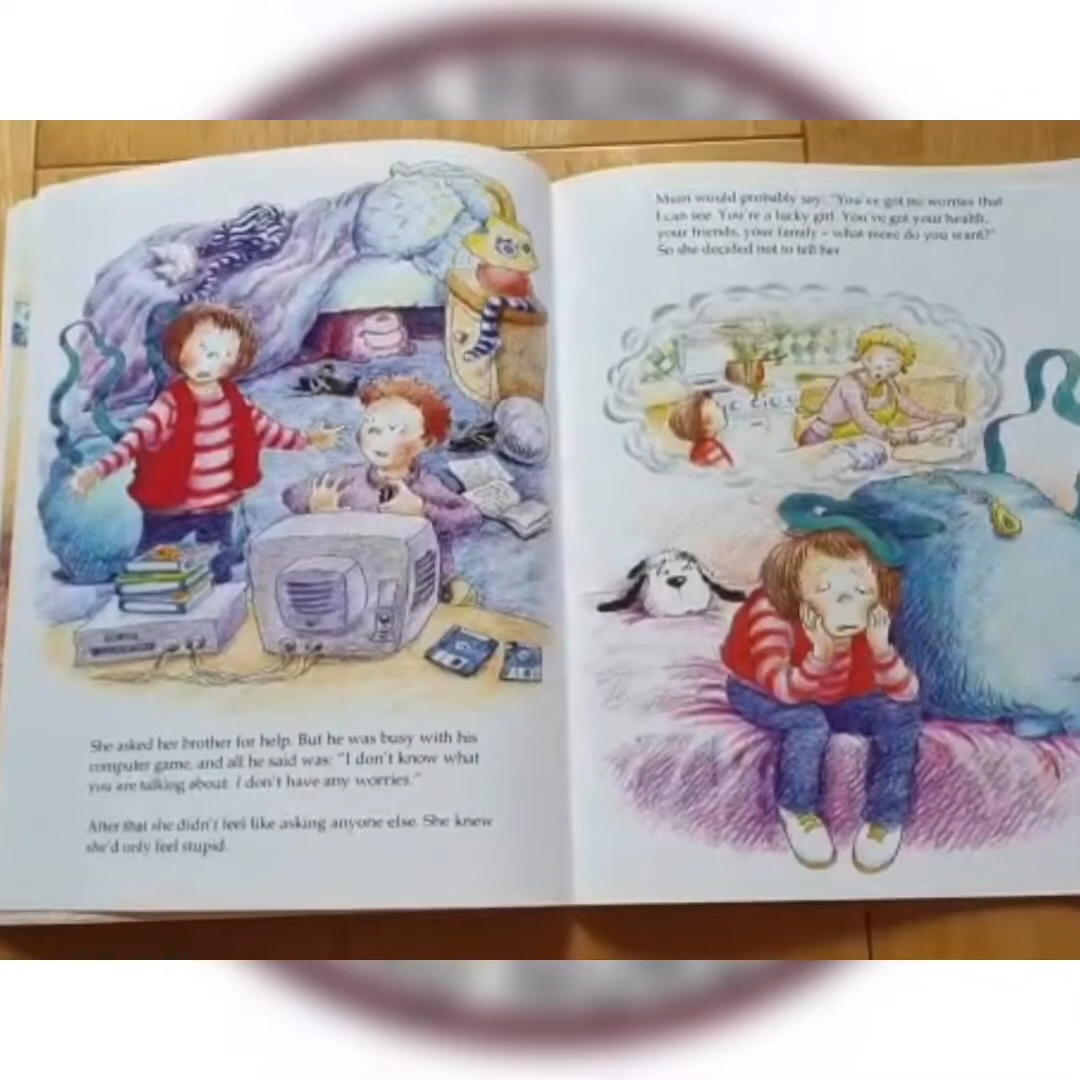 She asked her brother for help. But he was busy with his
computer game, and all he said was: "I don't know what
you are talking about. I don't have any worries."
After that she didn't feel like asking anyone else. She knew
she'd only feel stupid.
Mum would probably say: "You've got no worries that
I can see. You're a lucky girl. You've got your health,
your friends, your family – what more do you want?"
So she decided not to tell her.